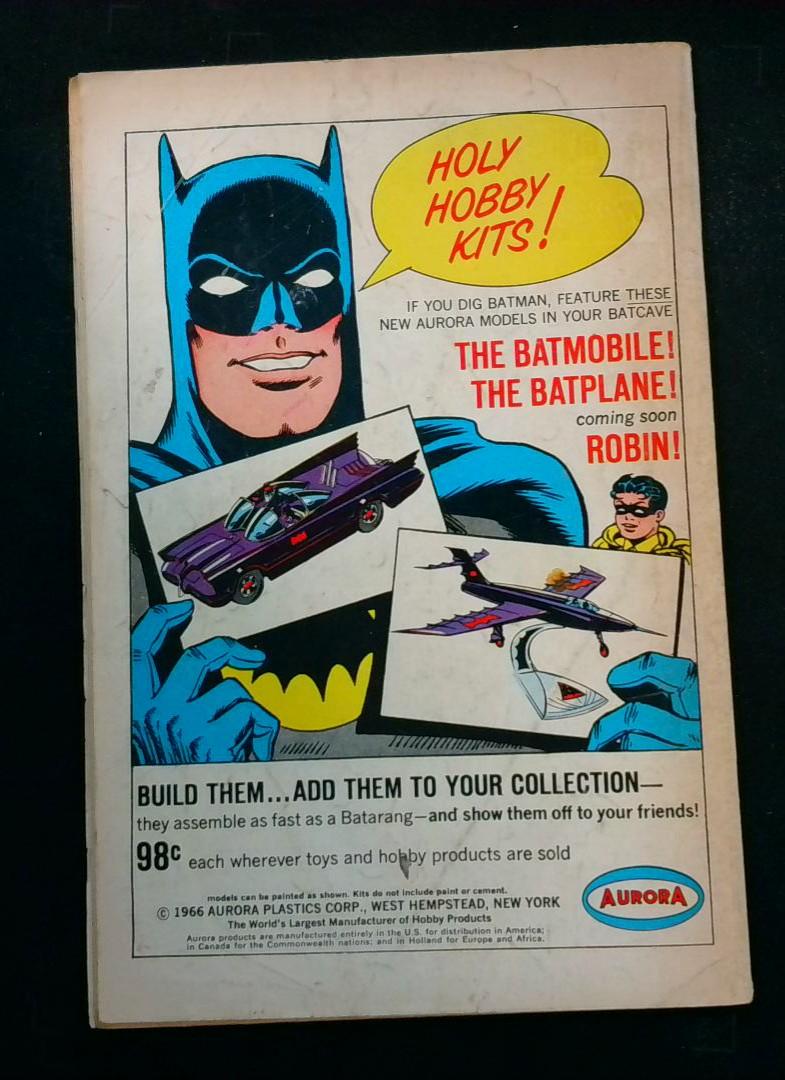 HOLY
HOBBY
KITS!
IF YOU DIG BATMAN, FEATURE THESE
NEW AURORA MODELS IN YOUR BATCAVE
THE BATMOBILE!
THE BATPLANE!
coming soon
ROBIN!
BUILD THEM...ADD THEM TO YOUR COLLECTION—
they assemble as fast as a Batarang—and show them off to your friends!
98c each wherever toys and hobby products are sold
models can be painted as shown. Kits do not include paint or cement.
© 1966 AURORA PLASTICS CORP., WEST HEMPSTEAD, NEW YORK
The World's Largest Manufacturer of Hobby Products
Aurora products are manufactured entirely in the U.S. for distribution in America;
in Canada for the Commonwealth nations; and in Holland for Europe and Africa.
AURORA